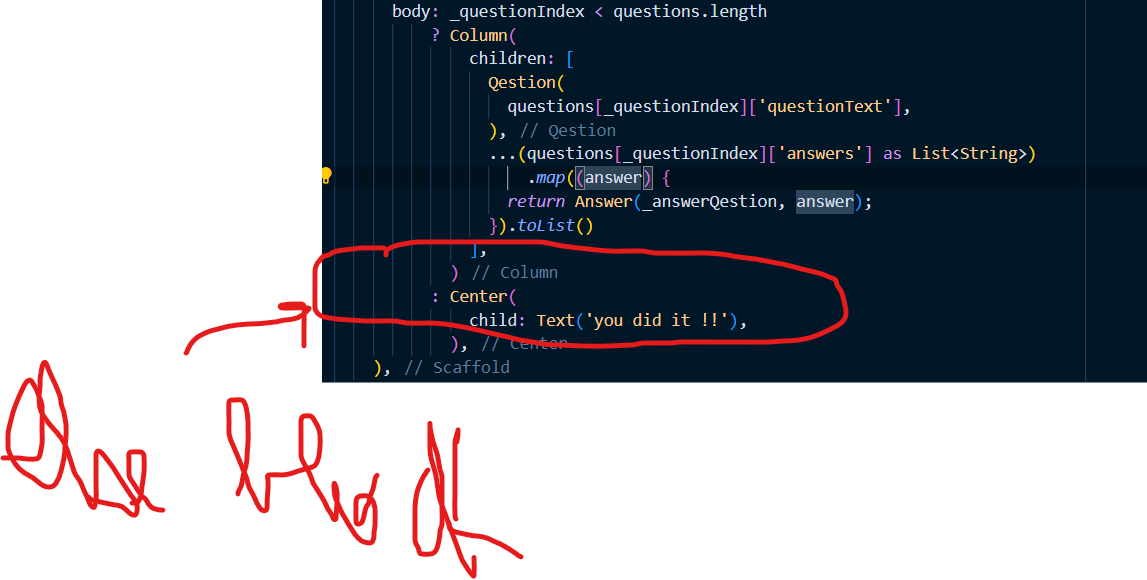 body: _questionIndex < questions.length
? Column(
children: [
Qestion(
questions[_questionIndex]['questionText'],
), // Qestion
...(questions[_questionIndex]['answers'] as List<String>)
.map((answer) {
return Answer(_answerQestion, answer);
}).toList()
],
) // Column
: Center(
child: Text('you did it !!'),
), // Center
), // Scaffold